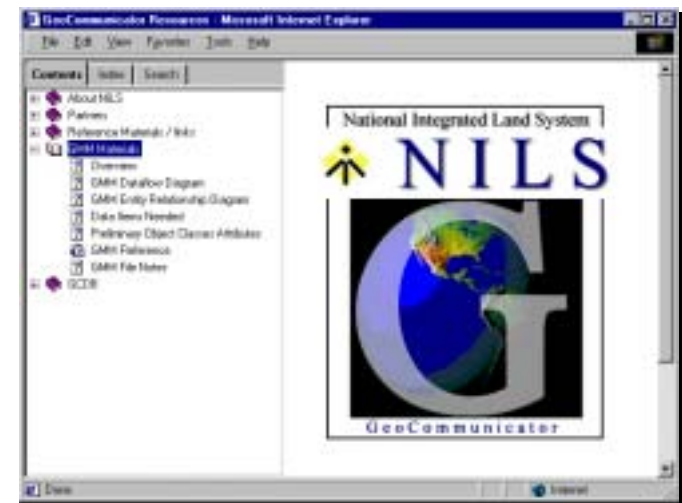 GeoCommunicator Resources - Microsoft Internet Explorer
File Edit View Favorites Tools Help
Contents Index Search
About NILS
Partners
Reference Materials / links
GMM Materials
Overview
GMM Dataflow Diagram
GMM Entity Relationship Diagram
Data Items Needed
Preliminary Object Classes Attributes
GMM Reference
GMM File Notes
GCDB
National Integrated Land System
NILS
G
GeoCommunicator
Done
Internet